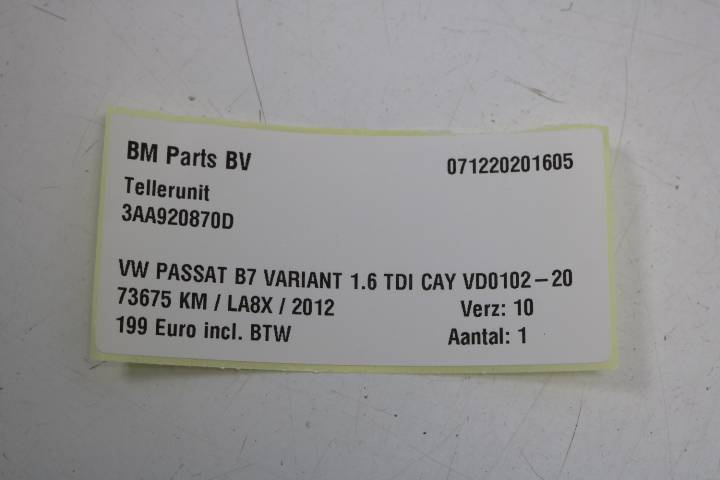 BM Parts BV 071220201605
Tellerunit
3AA920870D
VW PASSAT B7 VARIANT 1.6 TDI CAY VD0102-20
73675 KM / LA8X / 2012 Verz: 10
199 Euro incl. BTW Aantal: 1